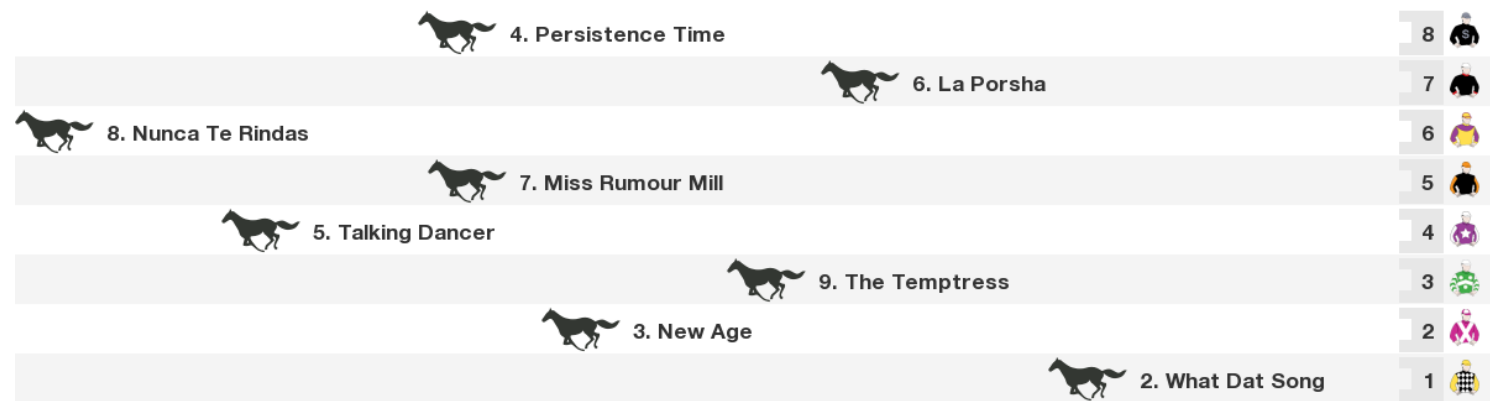 4. Persistence Time 8 S
6. La Porsha 7
8. Nunca Te Rindas 6
7. Miss Rumour Mill 5
5. Talking Dancer 4
9. The Temptress 3
3. New Age 2
2. What Dat Song 1